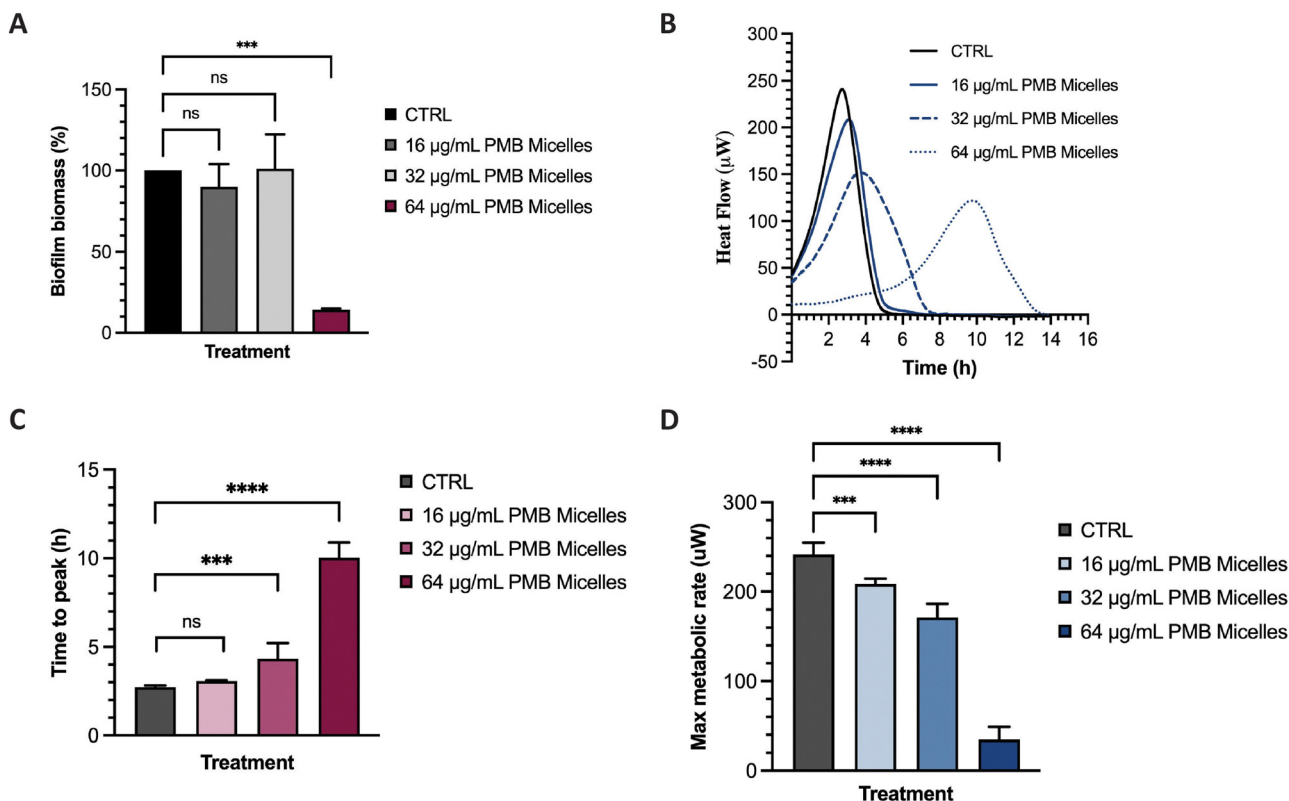 A
***
ns
ns
150
100
50
0
Biofilm biomass (%)
Treatment
CTRL
16 µg/mL PMB Micelles
32 µg/mL PMB Micelles
64 µg/mL PMB Micelles
B
300
250
200
150
100
50
0
-50
Heat Flow (µW)
2 4 6 8 10 12 14 16
Time (h)
CTRL
16 µg/mL PMB Micelles
32 µg/mL PMB Micelles
64 µg/mL PMB Micelles
C
****
***
ns
15
10
5
0
Time to peak (h)
Treatment
CTRL
16 µg/mL PMB Micelles
32 µg/mL PMB Micelles
64 µg/mL PMB Micelles
D
****
****
***
300
200
100
0
Max metabolic rate (uW)
Treatment
CTRL
16 µg/mL PMB Micelles
32 µg/mL PMB Micelles
64 µg/mL PMB Micelles